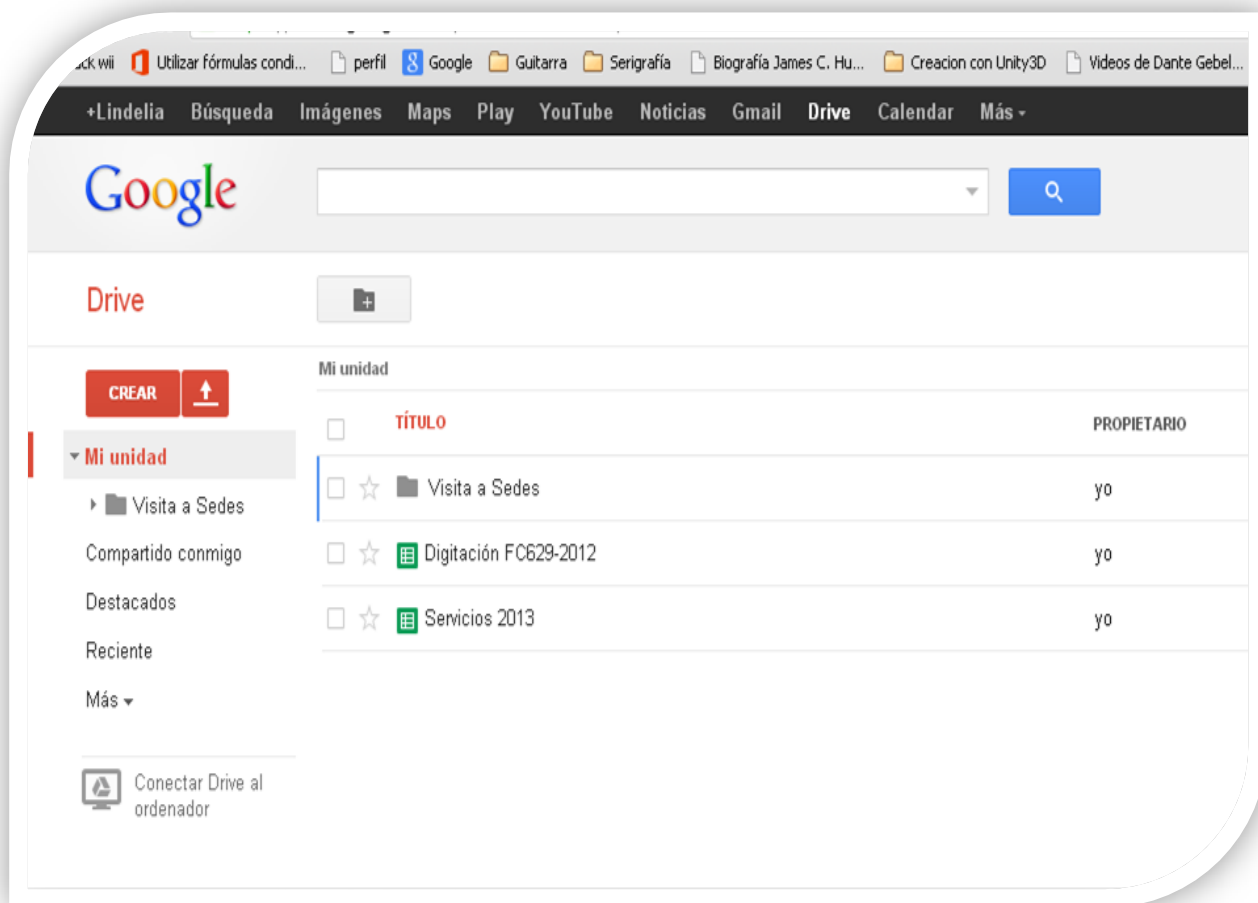 wii Utilizar fórmulas condi... perfil Google Guitarra Serigrafía Biografía James C. Hu... Creacion con Unity3D Videos de Dante Gebel...
+Lindelia Búsqueda Imágenes Maps Play YouTube Noticias Gmail Drive Calendar Más
Google
Drive
Mi unidad
CREAR
TÍTULO PROPIETARIO
Mi unidad
Visita a Sedes yo
Visita a Sedes
Compartido conmigo
Digitación FC629-2012 yo
Destacados
Servicios 2013 yo
Reciente
Más
Conectar Drive al
ordenador